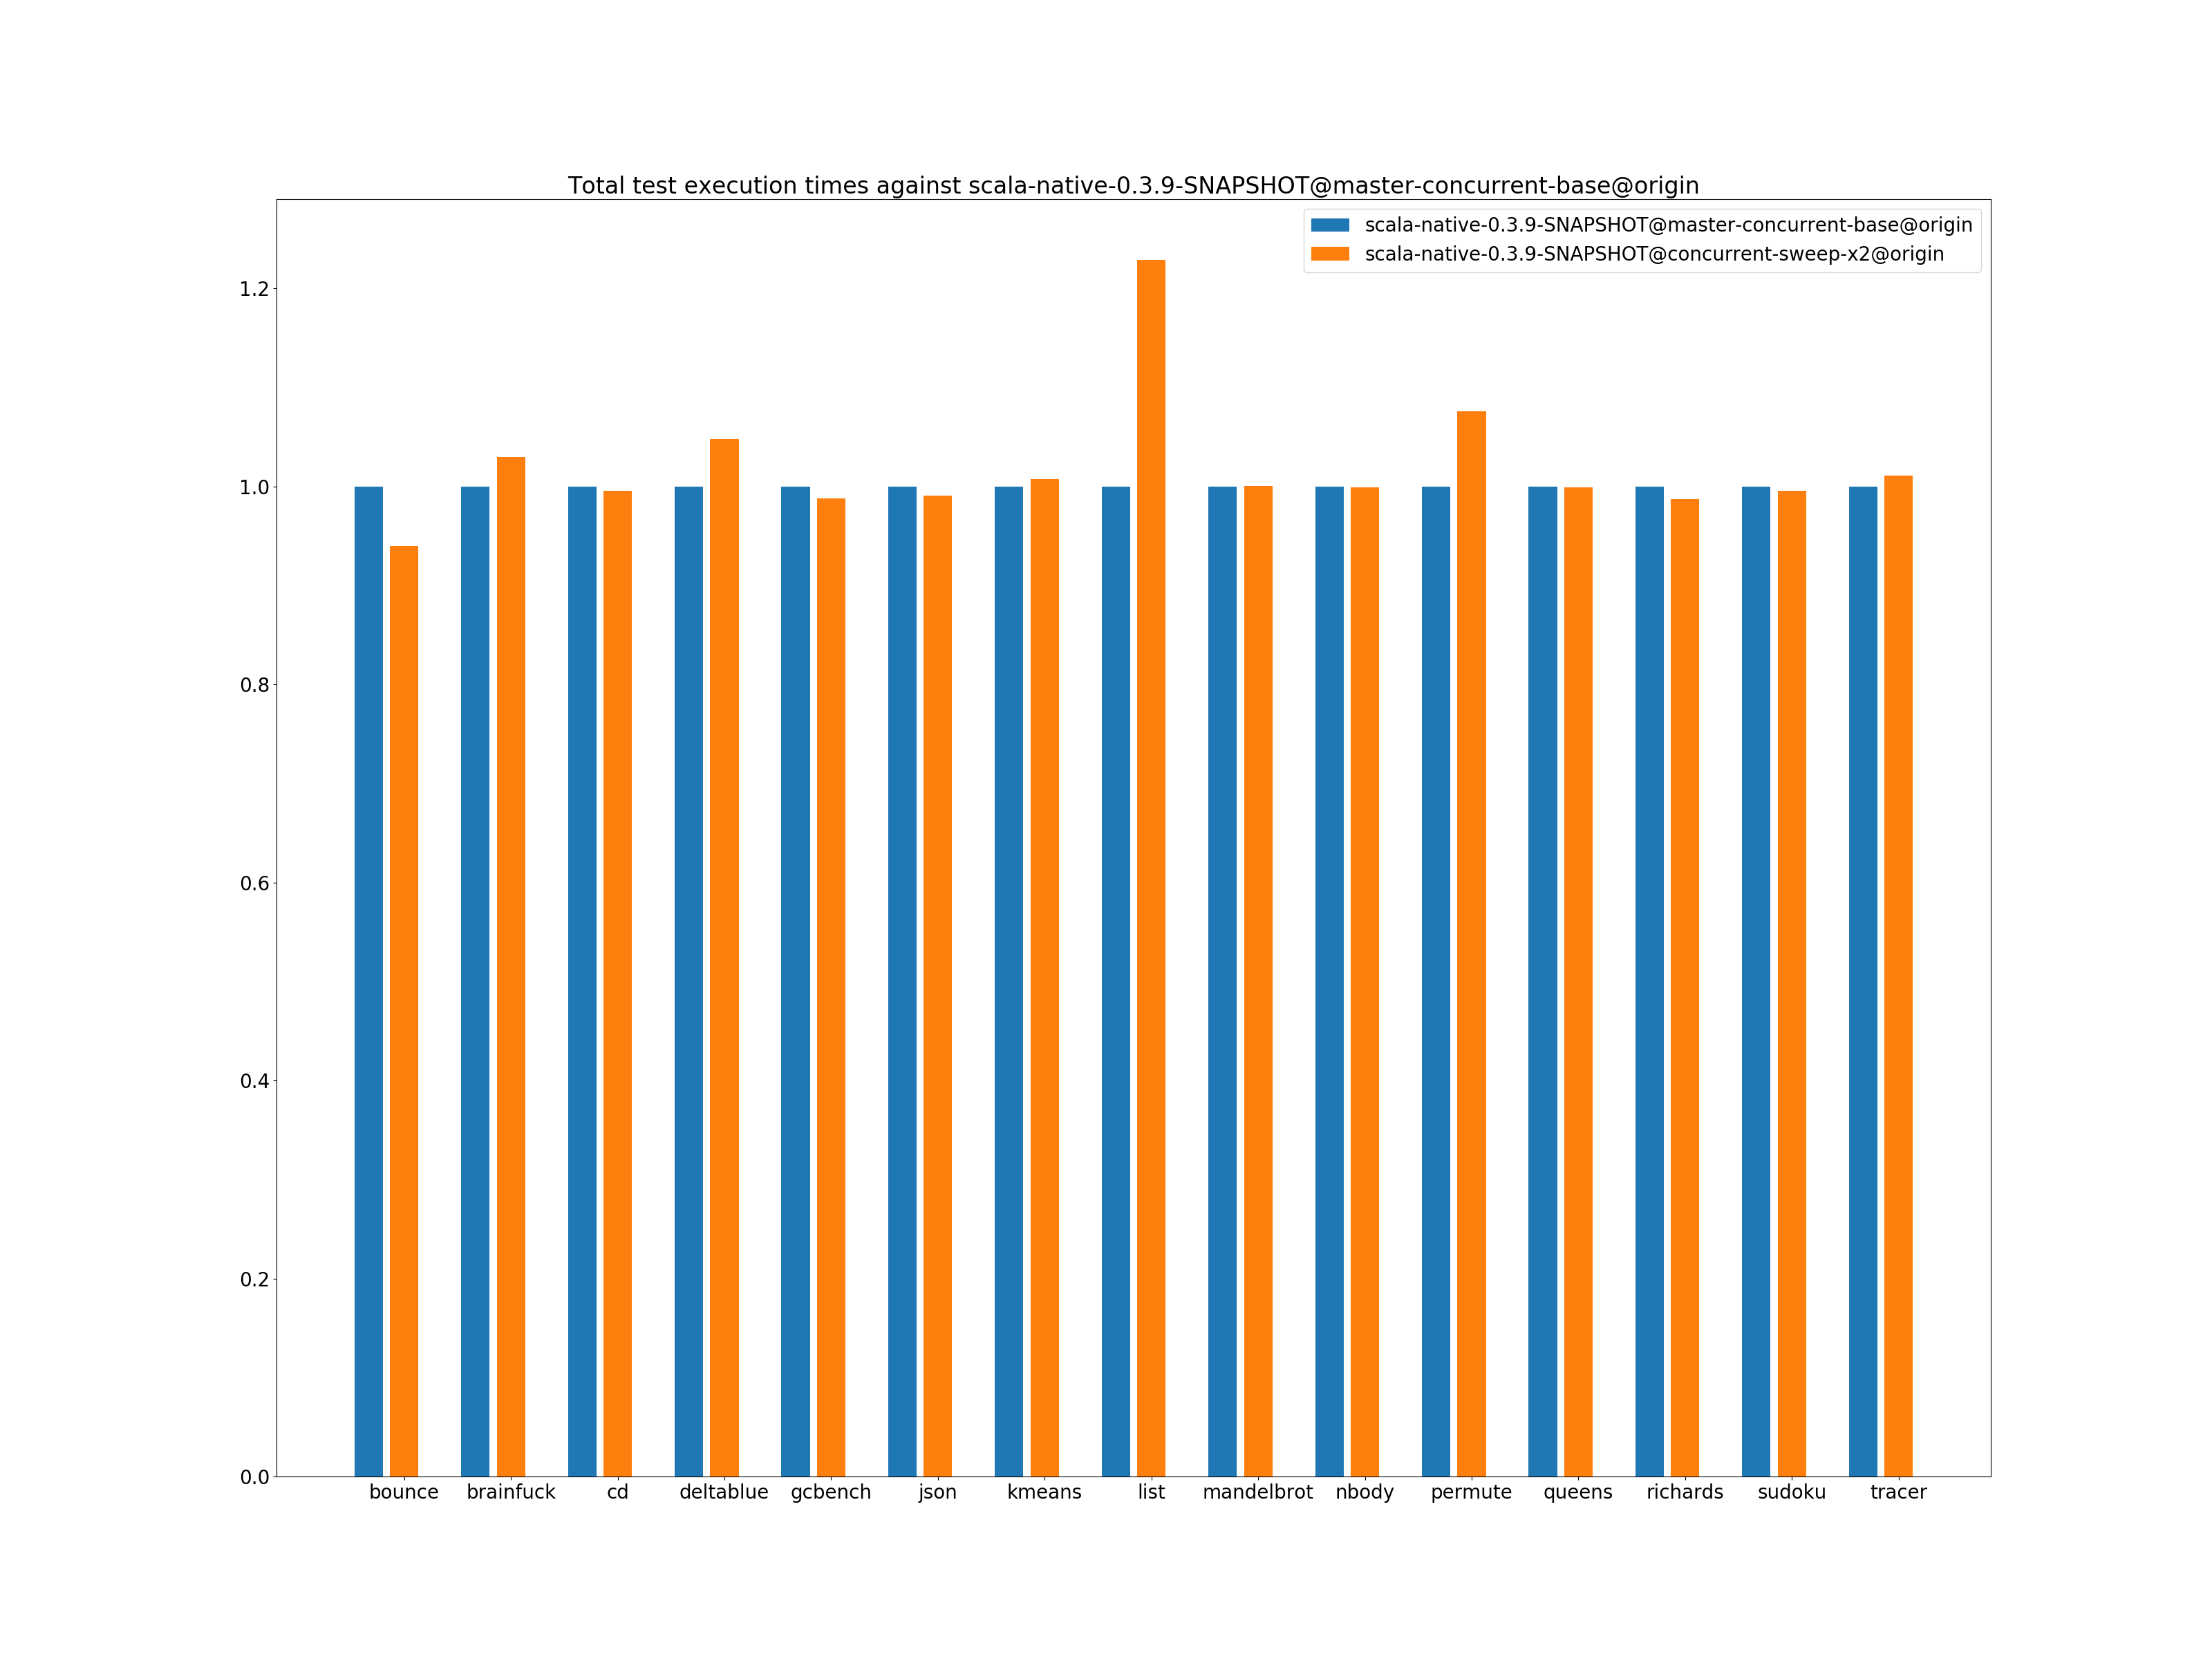 Total test execution times against scala-native-0.3.9-SNAPSHOT@master-concurrent-base@origin
scala-native-0.3.9-SNAPSHOT@master-concurrent-base@origin
scala-native-0.3.9-SNAPSHOT@concurrent-sweep-x2@origin
1.2
1.0
0.8
0.6
0.4
0.2
0.0
bounce brainfuck cd deltablue gcbench json kmeans list mandelbrot nbody permute queens richards sudoku tracer